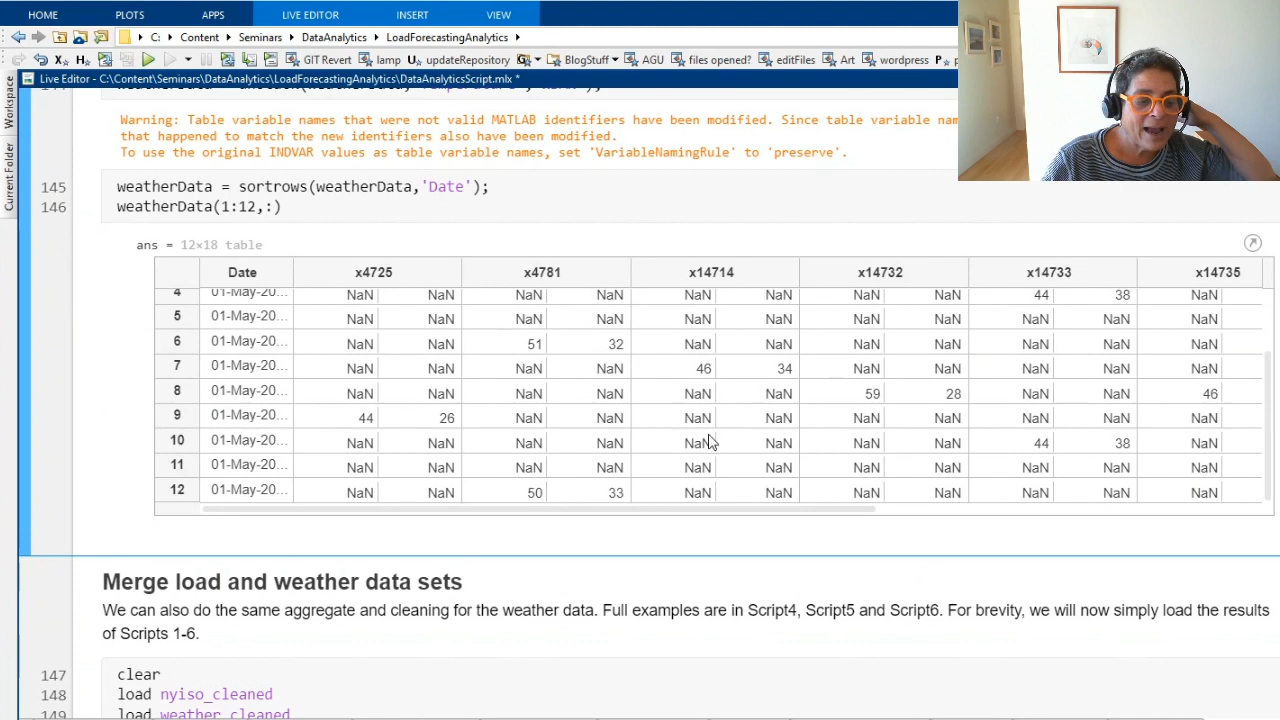 HOME PLOTS APPS LIVE EDITOR INSERT VIEW
C: Content Seminars DataAnalytics LoadForecastingAnalytics
GIT Revert lamp updateRepository G BlogStuff AGU files opened? editFiles Art wordpress
Live Editor - C:\Content\Seminars\DataAnalytics\LoadForecastingAnalytics\DataAnalyticsScript.mlx *
Workspace
Current Folder
Warning: Table variable names that were not valid MATLAB identifiers have been modified. Since table variable nam
that happened to match the new identifiers also have been modified.
To use the original INDVAR values as table variable names, set 'VariableNamingRule' to 'preserve'.
145 weatherData = sortrows(weatherData,'Date');
146 weatherData(1:12,:)
ans = 12×18 table
Date x4725 x4781 x14714 x14732 x14733 x14735
4 01-May-20... NaN NaN NaN NaN NaN NaN NaN NaN 44 38 NaN
5 01-May-20... NaN NaN NaN NaN NaN NaN NaN NaN NaN NaN NaN
6 01-May-20... NaN NaN 51 32 NaN NaN NaN NaN NaN NaN NaN
7 01-May-20... NaN NaN NaN NaN 46 34 NaN NaN NaN NaN NaN
8 01-May-20... NaN NaN NaN NaN NaN NaN 59 28 NaN NaN 46
9 01-May-20... 44 26 NaN NaN NaN NaN NaN NaN NaN NaN NaN
10 01-May-20... NaN NaN NaN NaN NaN NaN NaN NaN 44 38 NaN
11 01-May-20... NaN NaN NaN NaN NaN NaN NaN NaN NaN NaN NaN
12 01-May-20... NaN NaN 50 33 NaN NaN NaN NaN NaN NaN NaN
Merge load and weather data sets
We can also do the same aggregate and cleaning for the weather data. Full examples are in Script4, Script5 and Script6. For brevity, we will now simply load the results
of Scripts 1-6.
147 clear
148 load nyiso_cleaned
149 load weather_cleaned